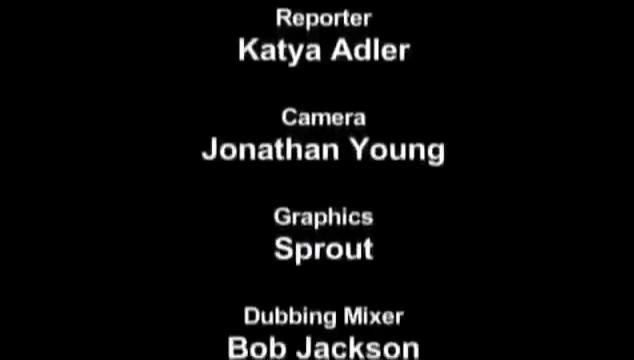 Reporter
Katya Adler
Camera
Jonathan Young
Graphics
Sprout
Dubbing Mixer
Bob Jackson